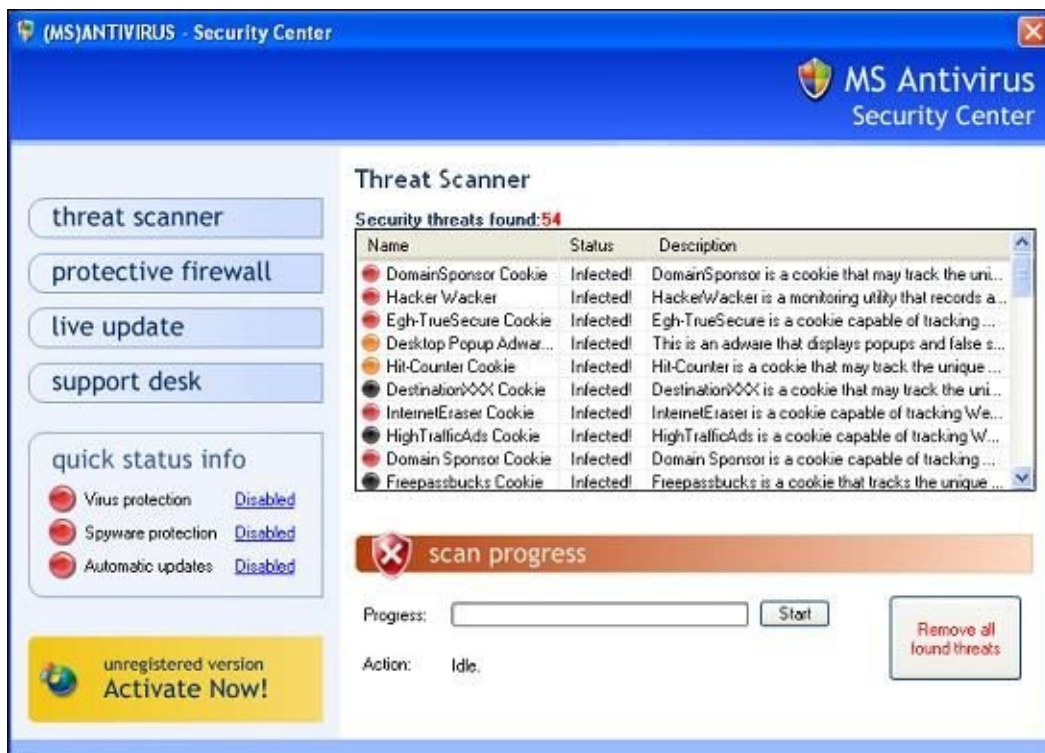 (MS)ANTIVIRUS - Security Center
MS Antivirus
Security Center
threat scanner
protective firewall
live update
support desk
quick status info
Virus protection Disabled
Spyware protection Disabled
Automatic updates Disabled
unregistered version
Activate Now!
Threat Scanner
Security threats found:54
Name Status Description
DomainSponsor Cookie Infected! DomainSponsor is a cookie that may track the uni...
Hacker Wacker Infected! HackerWacker is a monitoring utility that records a...
Egh-TrueSecure Cookie Infected! Egh-TrueSecure is a cookie capable of tracking ...
Desktop Popup Adwar... Infected! This is an adware that displays popups and false s...
Hit-Counter Cookie Infected! Hit-Counter is a cookie that may track the unique ...
DestinationXXX Cookie Infected! DestinationXXX is a cookie that may track the uni...
InternetEraser Cookie Infected! InternetEraser is a cookie capable of tracking We...
HighTrafficAds Cookie Infected! HighTrafficAds is a cookie capable of tracking W...
Domain Sponsor Cookie Infected! Domain Sponsor is a cookie capable of tracking ...
Freepassbucks Cookie Infected! Freepassbucks is a cookie that tracks the unique ...
scan progress
Progress: Start
Action: Idle.
Remove all
found threats